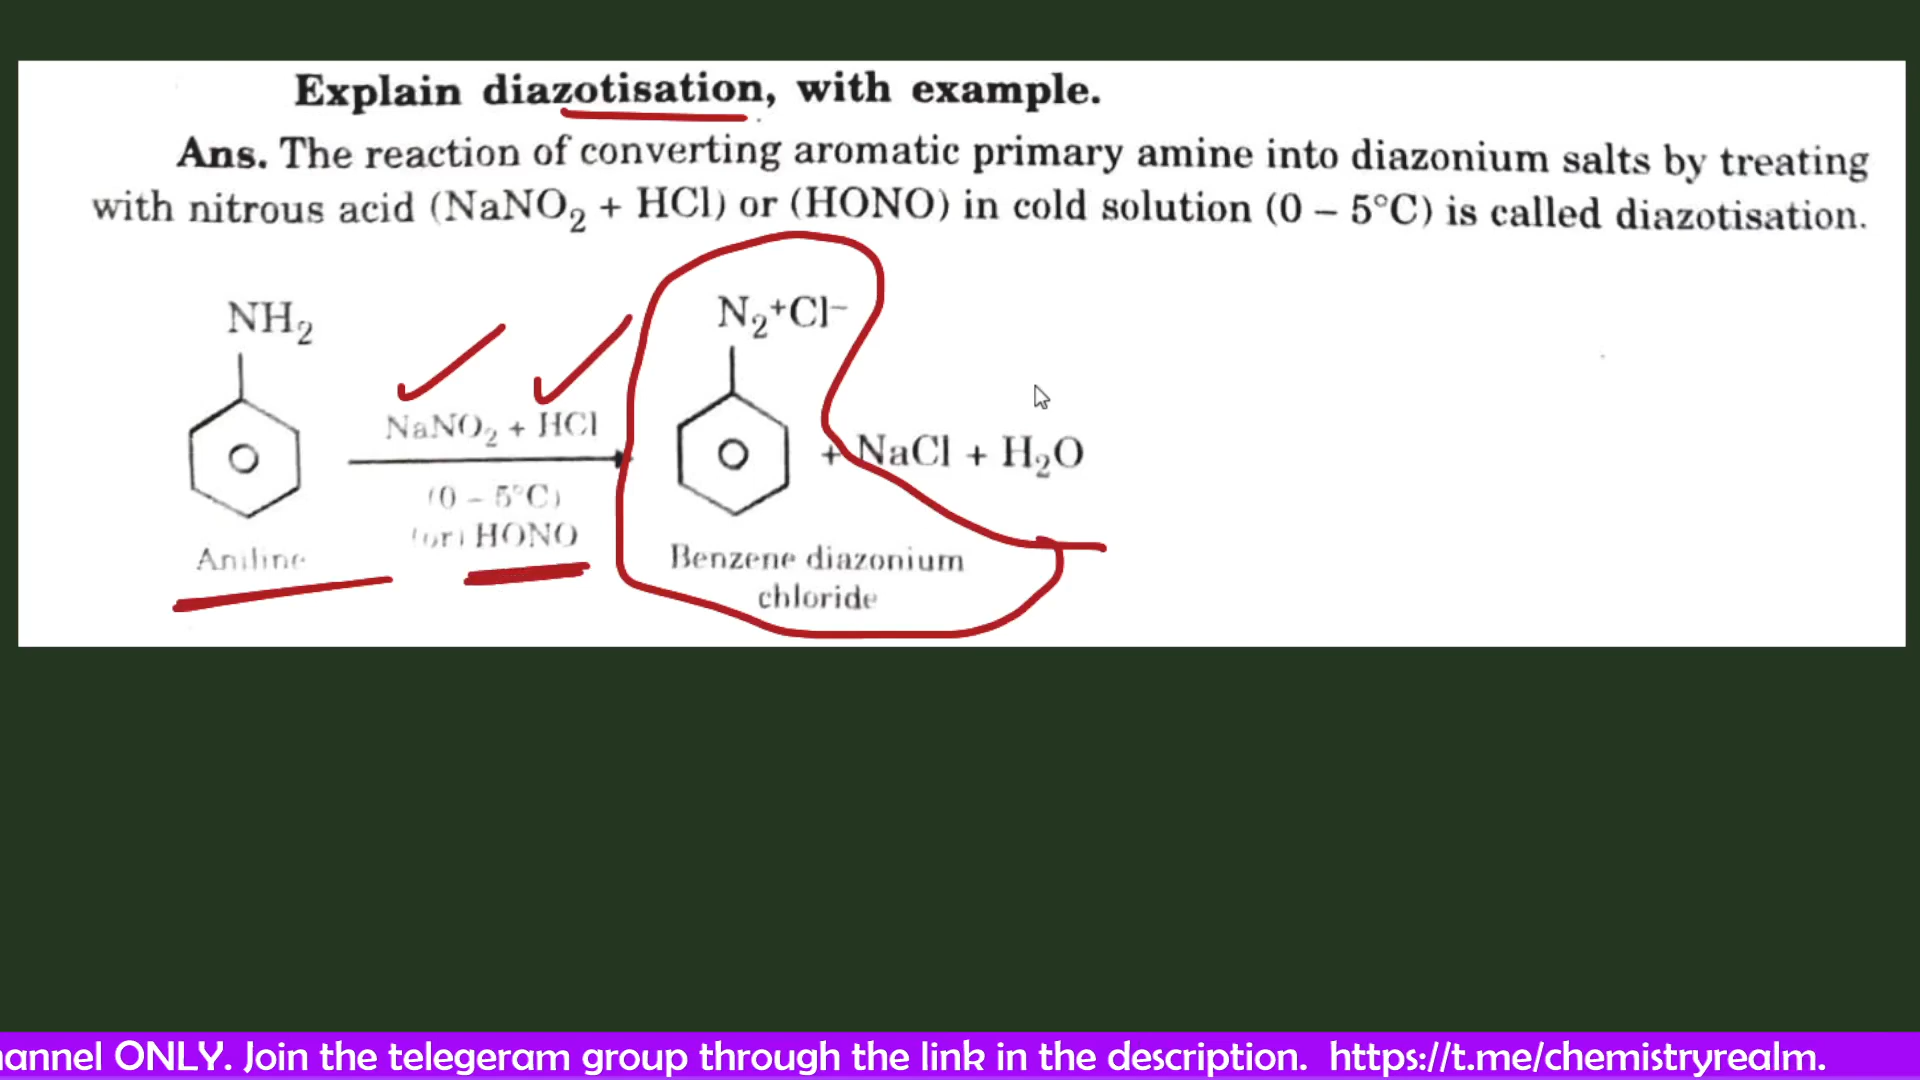 Explain diazotisation, with example.
Ans. The reaction of converting aromatic primary amine into diazonium salts by treating
with nitrous acid (NaNO₂ + HCl) or (HONO) in cold solution (0 – 5°C) is called diazotisation.
NH₂
N₂⁺Cl⁻
NaNO₂ + HCl
+ NaCl + H₂O
(0 – 5°C)
(or) HONO
Aniline
Benzene diazonium
chloride
hannel ONLY. Join the telegeram group through the link in the description. https://t.me/chemistryrealm.